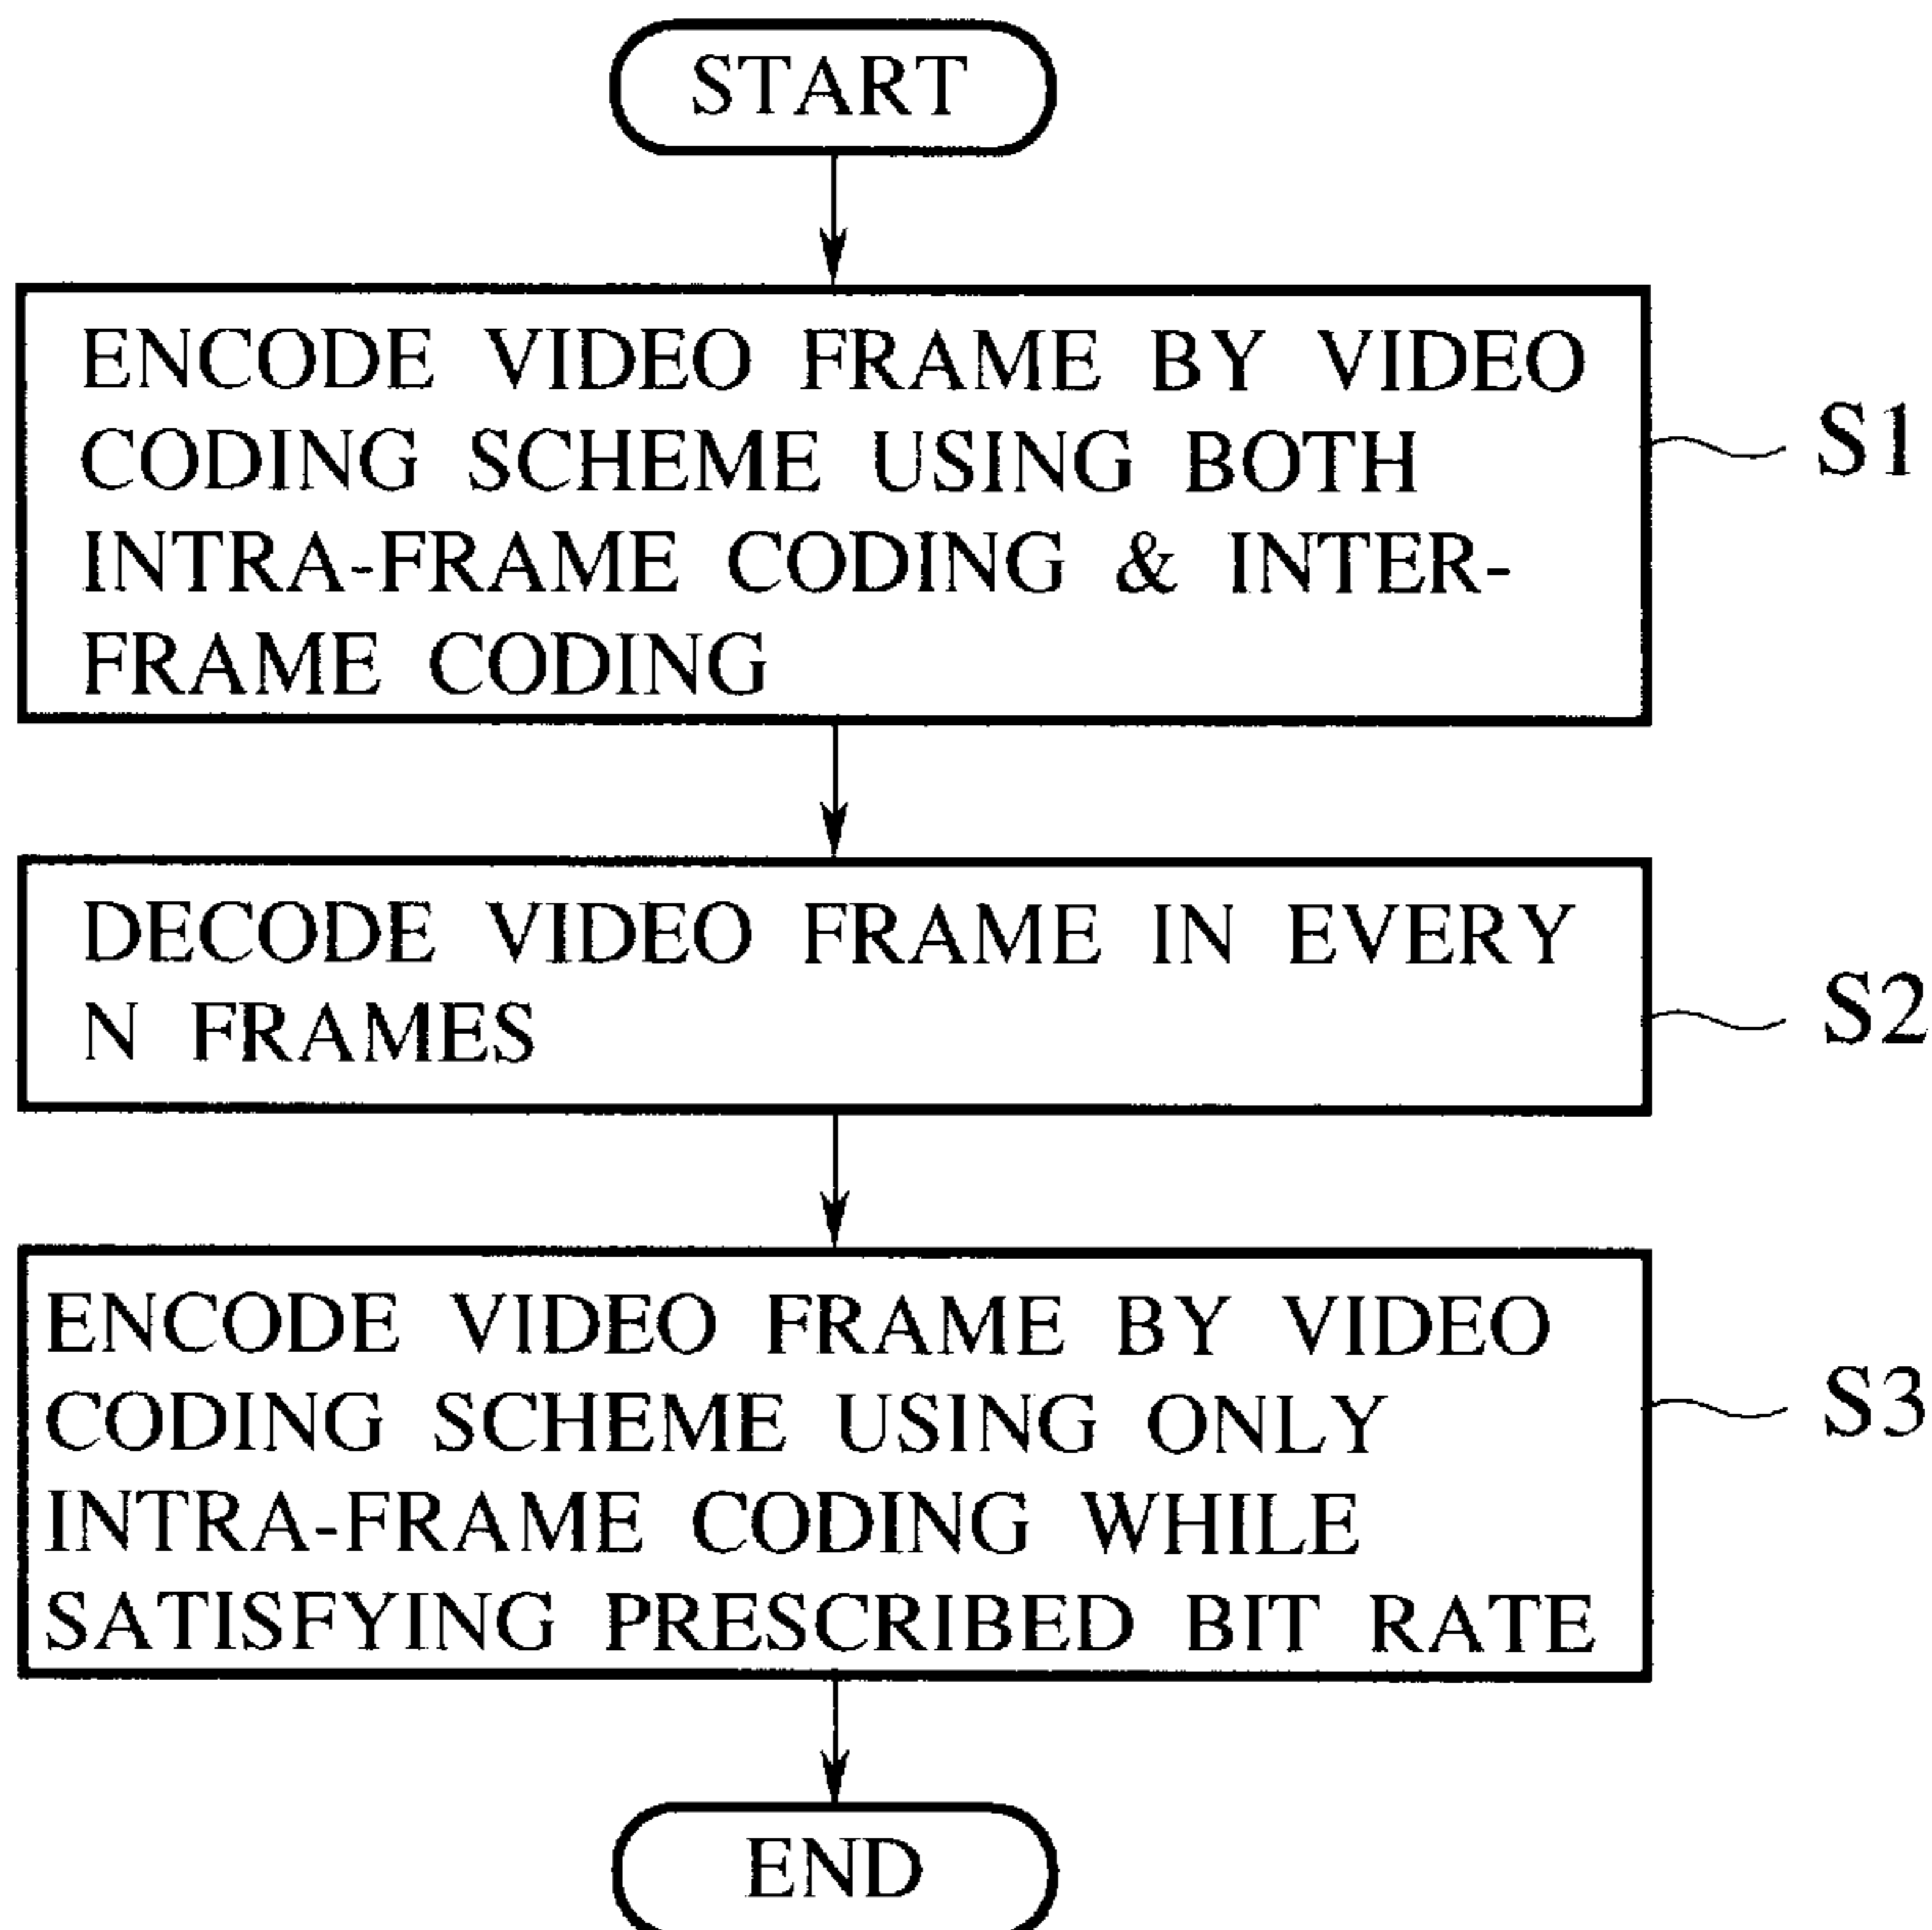 START
ENCODE VIDEO FRAME BY VIDEO
CODING SCHEME USING BOTH
INTRA-FRAME CODING & INTER-
FRAME CODING
S1
DECODE VIDEO FRAME IN EVERY
N FRAMES
S2
ENCODE VIDEO FRAME BY VIDEO
CODING SCHEME USING ONLY
INTRA-FRAME CODING WHILE
SATISFYING PRESCRIBED BIT RATE
S3
END